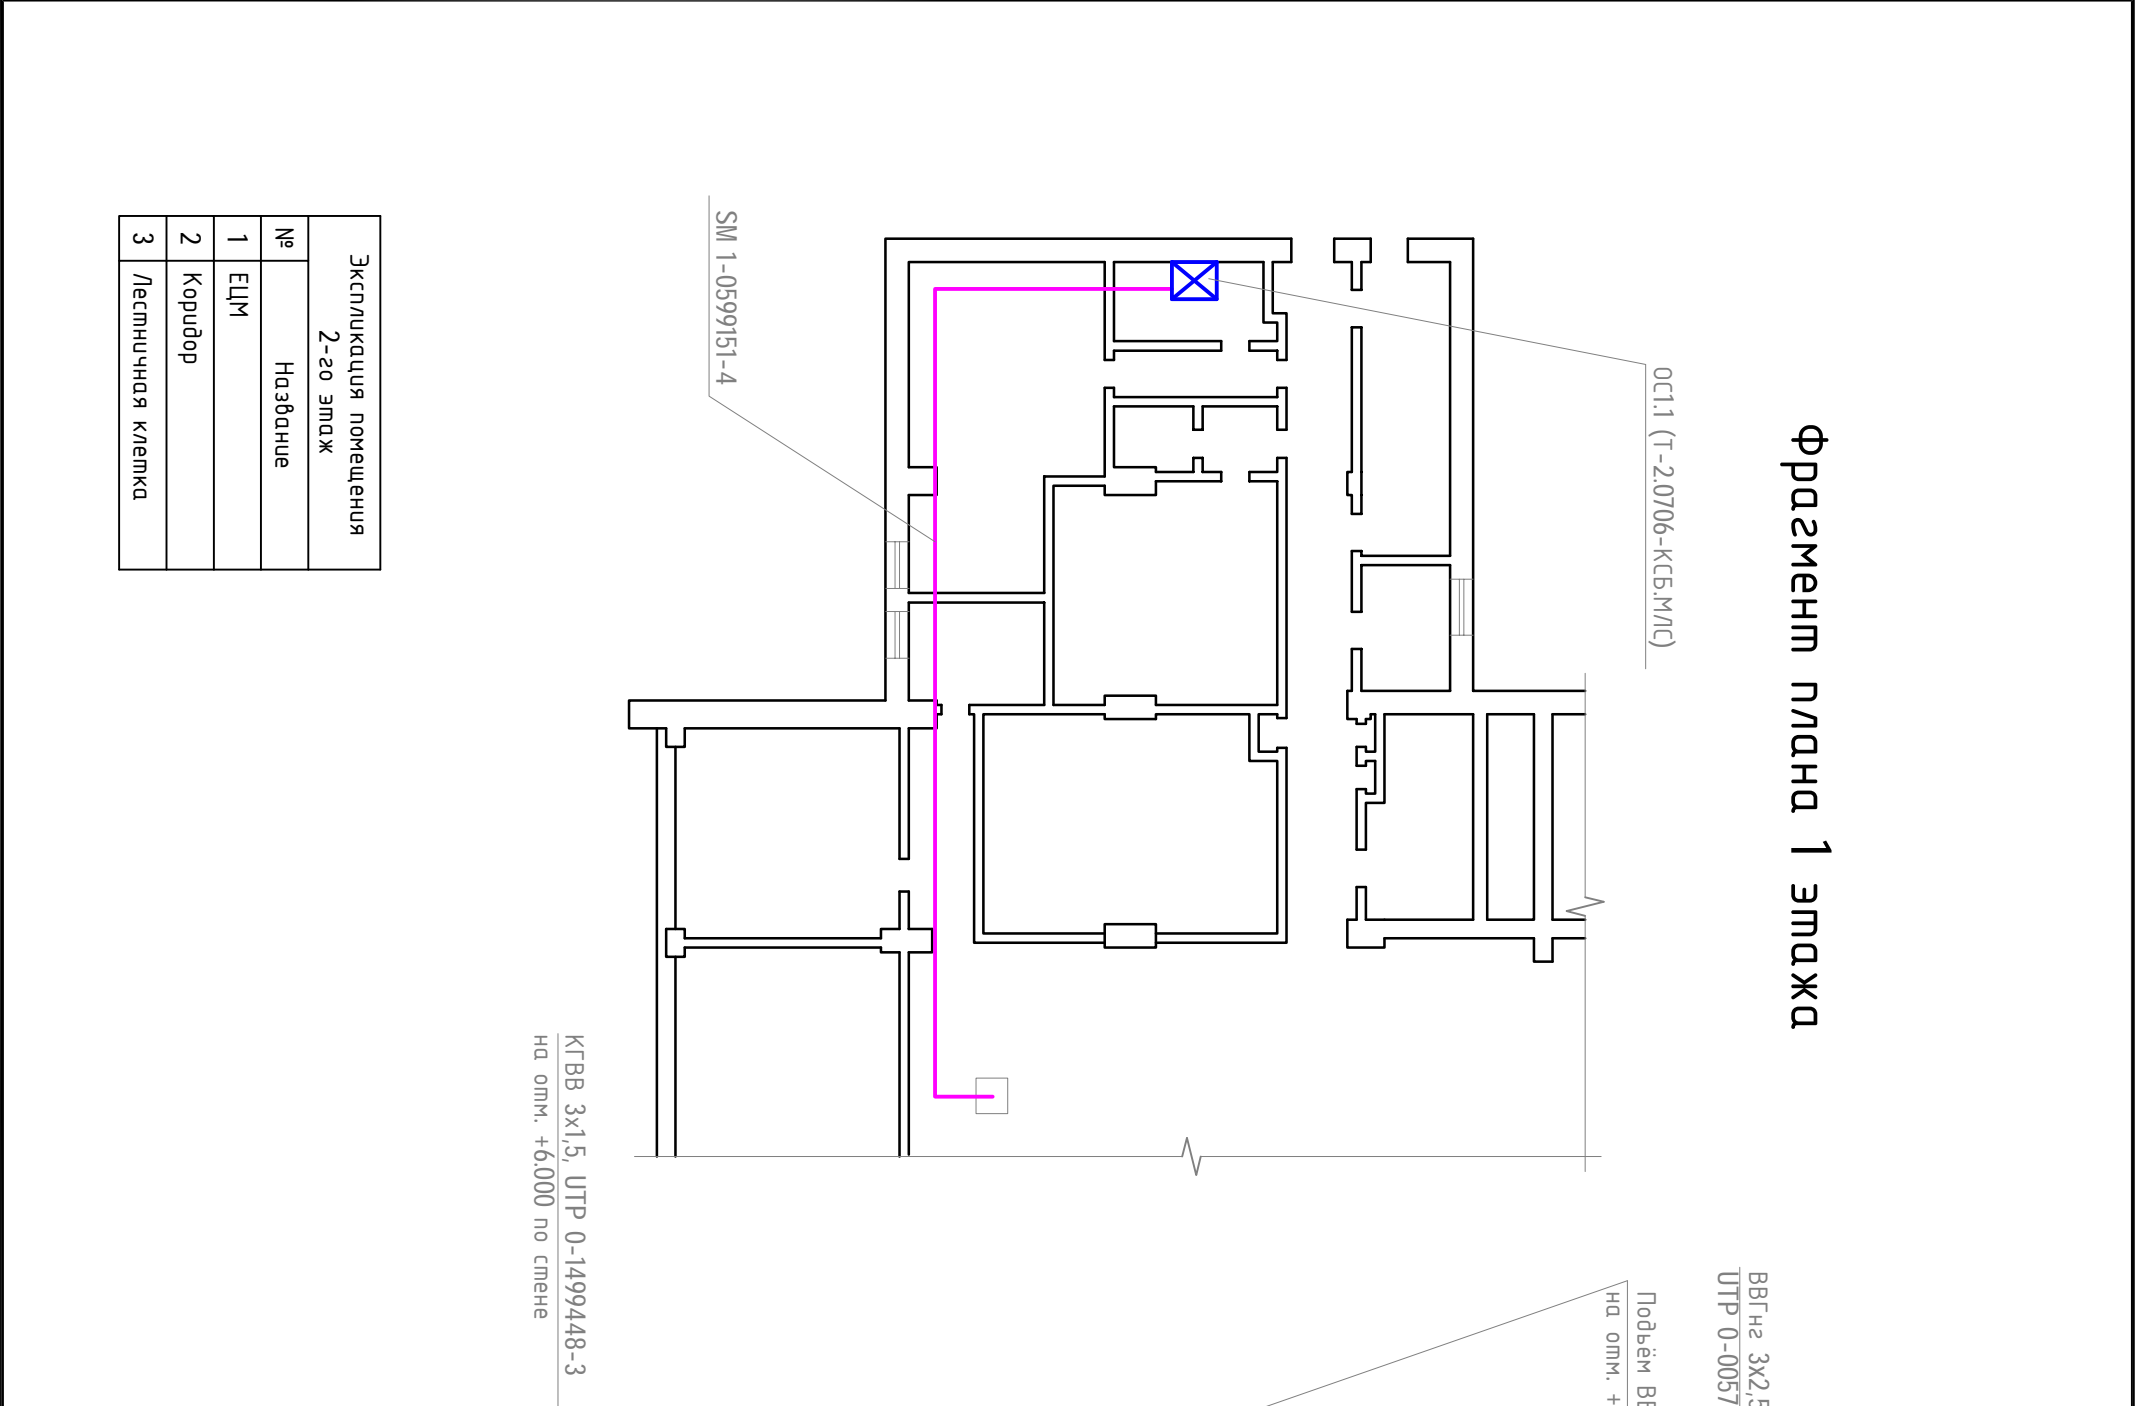 Фрагмент плана 1 этажа
ОС1.1 (Т-2.0706-КСБ.МЛС)
SM 1-0599151-4
Экспликация помещения
2-го этаж
№ Название
1 ЕЦМ
2 Коридор
3 Лестничная клетка
ВВГнг 3х2,5
UTP 0-0057
Подъём ВВ
на отм. +
КГВВ 3х1,5, UTP 0-1499448-3
на отм. +6.000 по стене